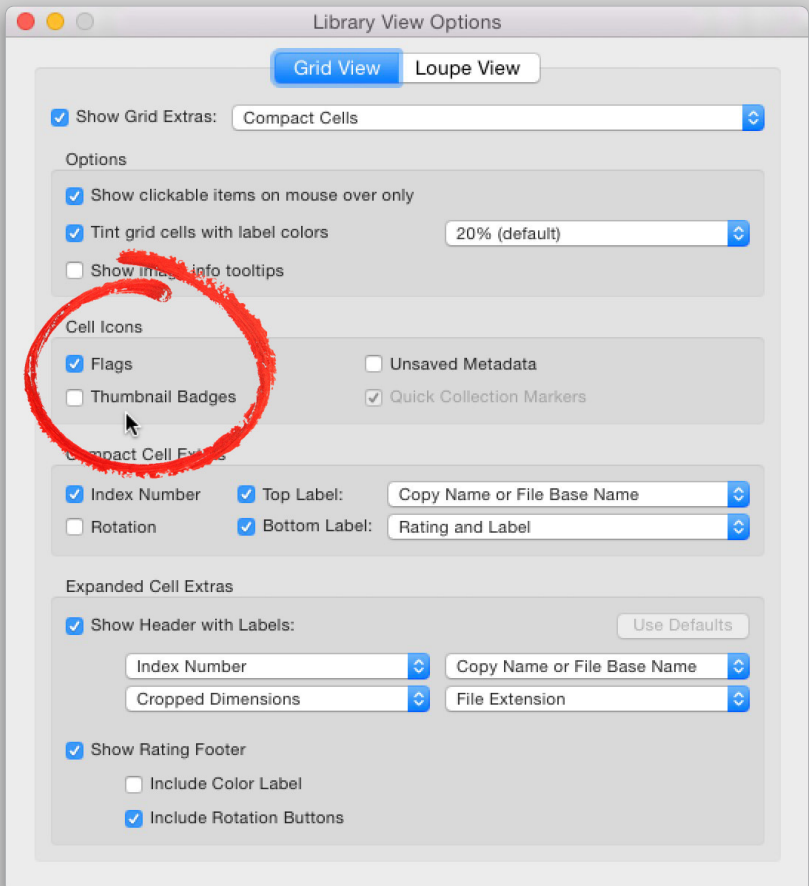 Library View Options
Grid View Loupe View
Show Grid Extras: Compact Cells
Options
Show clickable items on mouse over only
Tint grid cells with label colors 20% (default)
Show image info tooltips
Cell Icons
Flags Unsaved Metadata
Thumbnail Badges Quick Collection Markers
Compact Cell Extras
Index Number Top Label: Copy Name or File Base Name
Rotation Bottom Label: Rating and Label
Expanded Cell Extras
Show Header with Labels: Use Defaults
Index Number Copy Name or File Base Name
Cropped Dimensions File Extension
Show Rating Footer
Include Color Label
Include Rotation Buttons